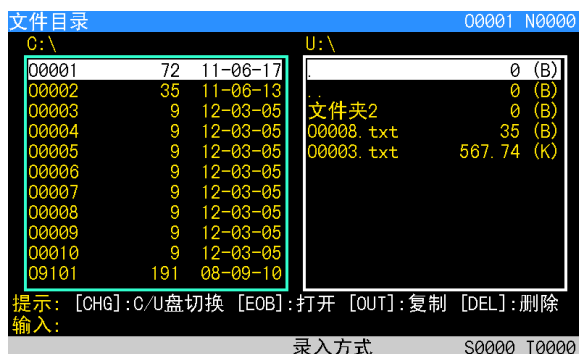 文件目录 O0001 N0000
C:\ U:\
O0001 72 11-06-17 . 0 (B)
O0002 35 11-06-13 .. 0 (B)
O0003 9 12-03-05 文件夹2 0 (B)
O0004 9 12-03-05 O0008.txt 35 (B)
O0005 9 12-03-05 O0003.txt 567.74 (K)
O0006 9 12-03-05
O0007 9 12-03-05
O0008 9 12-03-05
O0009 9 12-03-05
O0010 9 12-03-05
O9101 191 08-09-10
提示: [CHG]:C/U盘切换 [EOB]:打开 [OUT]:复制 [DEL]:删除
输入:
录入方式 S0000 T0000